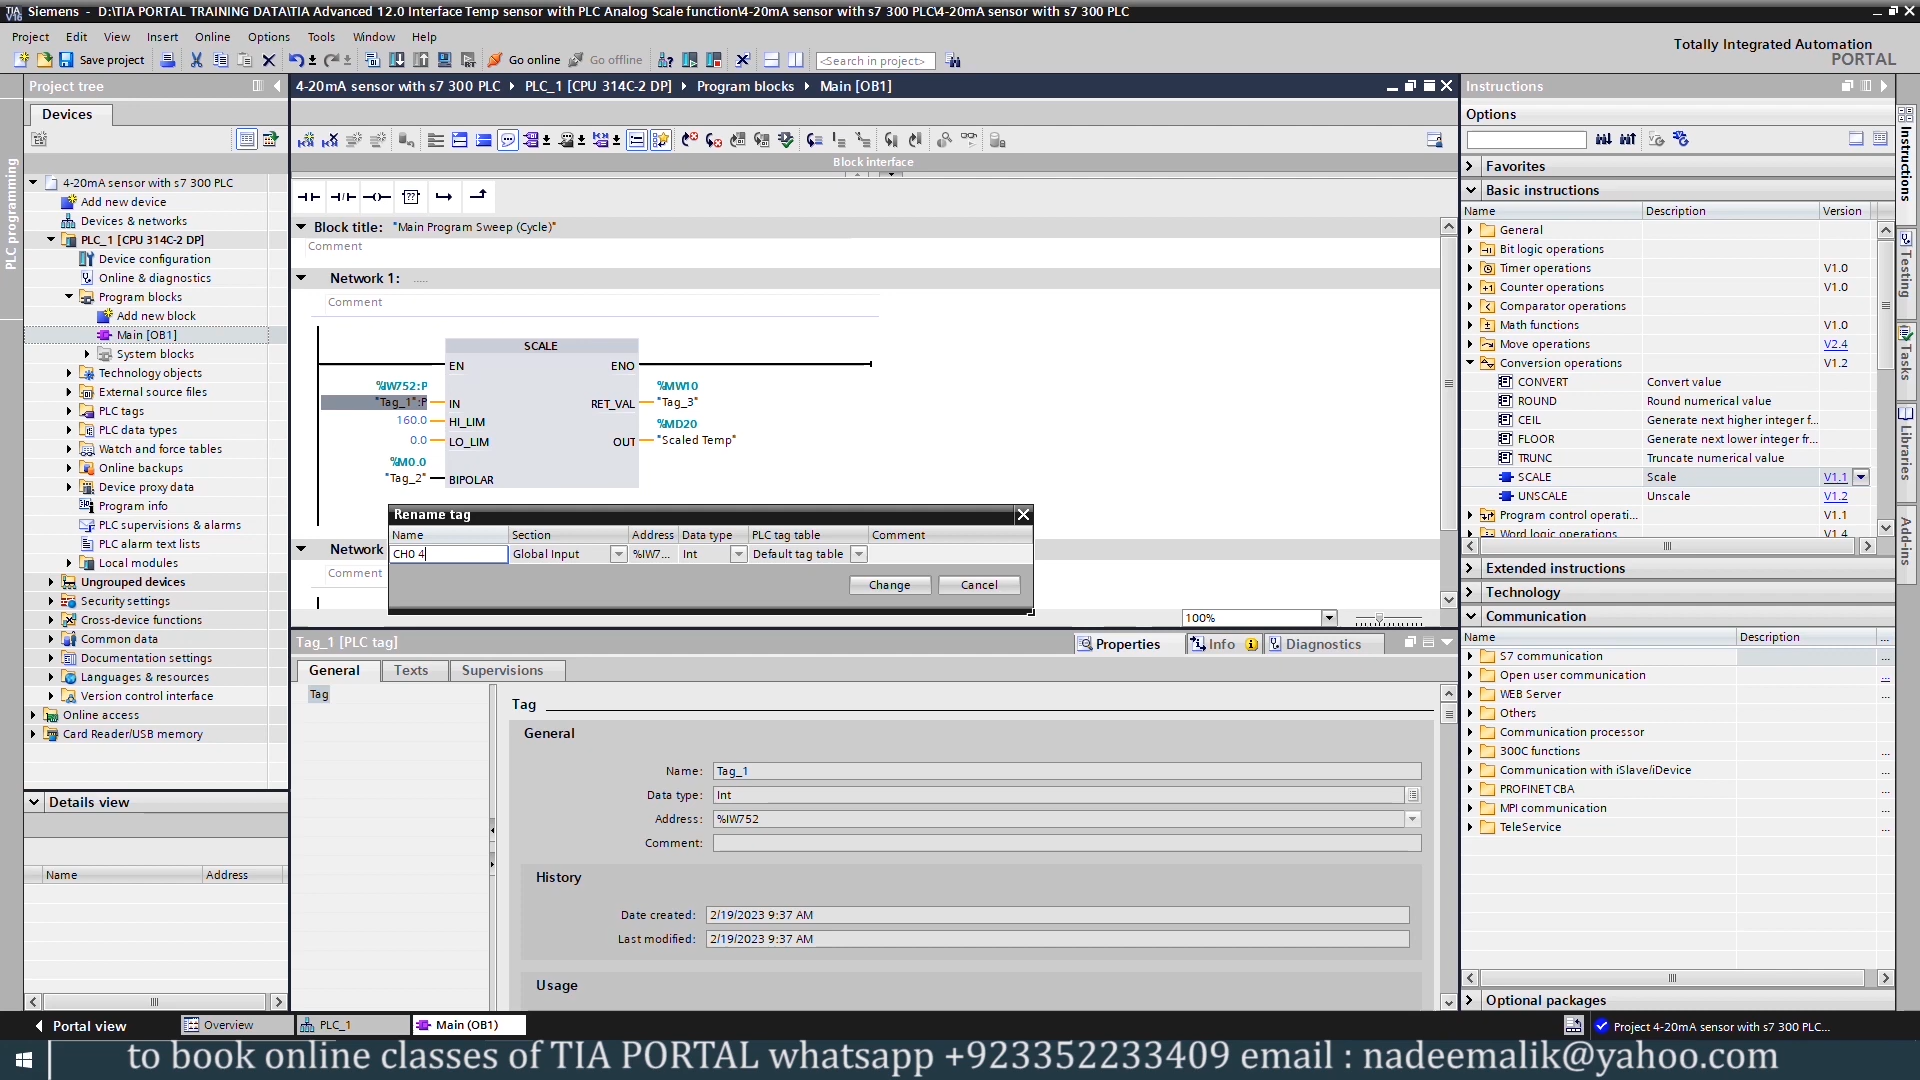 Siemens - D:\TIA PORTAL TRAINING DATA\TIA Advanced 12.0 Interface Temp sensor with PLC Analog Scale function\4-20mA sensor with s7 300 PLC\4-20mA sensor with s7 300 PLC
Project Edit View Insert Online Options Tools Window Help
Totally Integrated Automation
PORTAL
Save project Go online Go offline <Search in project>
Project tree
Devices
PLC programming
4-20mA sensor with s7 300 PLC
Add new device
Devices & networks
PLC_1 [CPU 314C-2 DP]
Device configuration
Online & diagnostics
Program blocks
Add new block
Main [OB1]
System blocks
Technology objects
External source files
PLC tags
PLC data types
Watch and force tables
Online backups
Device proxy data
Program info
PLC supervisions & alarms
PLC alarm text lists
Local modules
Ungrouped devices
Security settings
Cross-device functions
Common data
Documentation settings
Languages & resources
Version control interface
Online access
Card Reader/USB memory
Details view
Name Address
4-20mA sensor with s7 300 PLC PLC_1 [CPU 314C-2 DP] Program blocks Main [OB1]
Block interface
Block title: "Main Program Sweep (Cycle)"
Comment
Network 1: .....
Comment
SCALE
EN ENO
%IW752:P %MW10
"Tag_1":P IN RET_VAL "Tag_3"
160.0 HI_LIM %MD20
0.0 LO_LIM OUT "Scaled Temp"
%M0.0
"Tag_2" BIPOLAR
Rename tag
Name Section Address Data type PLC tag table Comment
CH0 4 Global Input %IW7... Int Default tag table
Change Cancel
Network
Comment
100%
Tag_1 [PLC tag]
Properties Info Diagnostics
General Texts Supervisions
Tag
Tag
General
Name: Tag_1
Data type: Int
Address: %IW752
Comment:
History
Date created: 2/19/2023 9:37 AM
Last modified: 2/19/2023 9:37 AM
Usage
Instructions
Options
Favorites
Basic instructions
Name Description Version
General
Bit logic operations
Timer operations V1.0
Counter operations V1.0
Comparator operations
Math functions V1.0
Move operations V2.4
Conversion operations V1.2
CONVERT Convert value
ROUND Round numerical value
CEIL Generate next higher integer f...
FLOOR Generate next lower integer fr...
TRUNC Truncate numerical value
SCALE Scale V1.1
UNSCALE Unscale V1.2
Program control operati... V1.1
Word logic operations V1.4
Extended instructions
Technology
Communication
Name Description ...
S7 communication ...
Open user communication ...
WEB Server ...
Others
Communication processor
300C functions ...
Communication with iSlave/iDevice ...
PROFINET CBA ...
MPI communication ...
TeleService ...
Optional packages
Instructions
Testing
Tasks
Libraries
Add-ins
Portal view Overview PLC_1 Main (OB1) Project 4-20mA sensor with s7 300 PLC...
to book online classes of TIA PORTAL whatsapp +923352233409 email : nadeemalik@yahoo.com